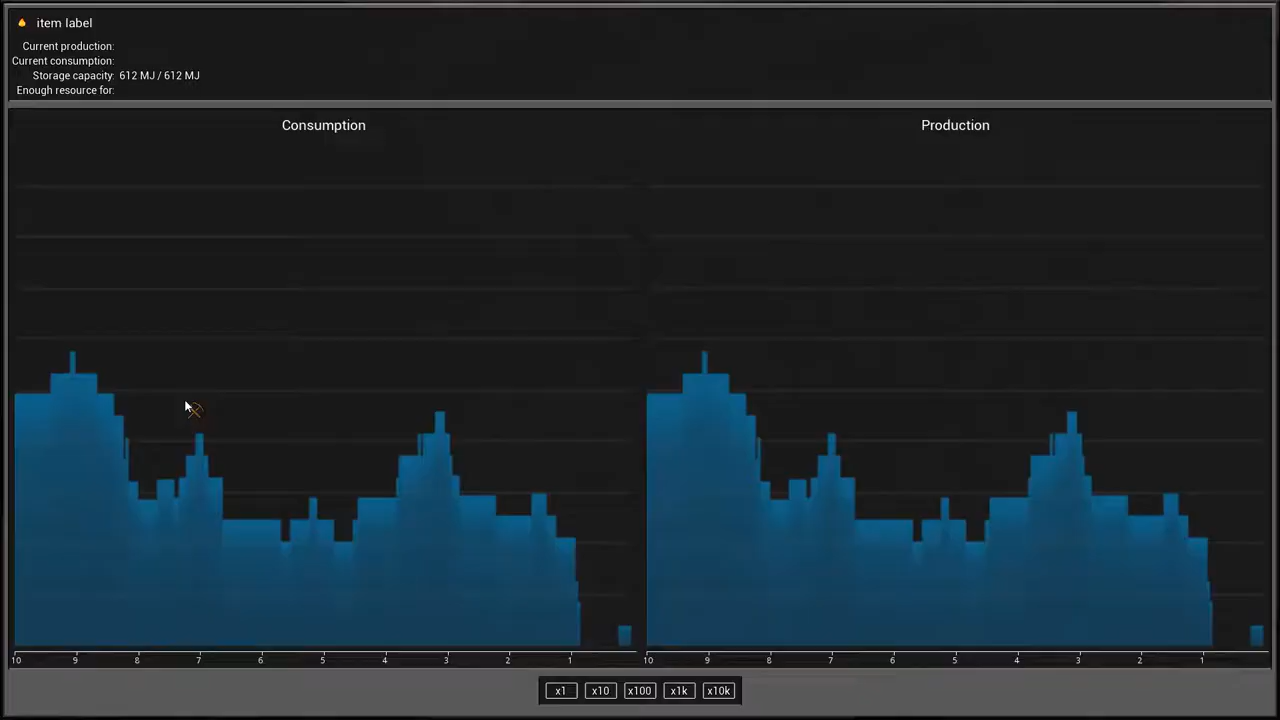 item label
Current production:
Current consumption:
Storage capacity: 612 MJ / 612 MJ
Enough resource for:
Consumption
Production
10 9 8 7 6 5 4 3 2 1
10 9 8 7 6 5 4 3 2 1
x1 x10 x100 x1k x10k